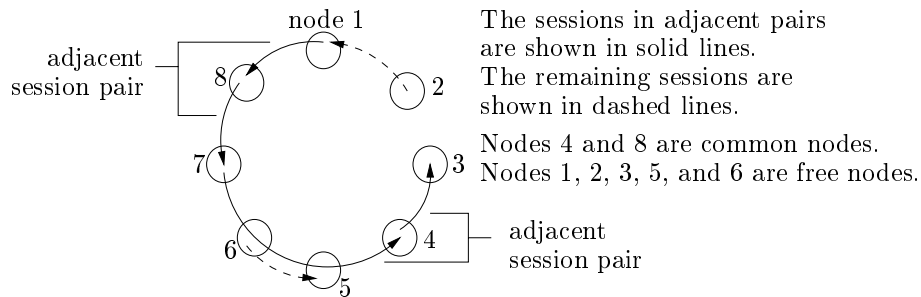 node 1
The sessions in adjacent pairs
are shown in solid lines.
The remaining sessions are
shown in dashed lines.
adjacent
session pair
8
2
Nodes 4 and 8 are common nodes.
Nodes 1, 2, 3, 5, and 6 are free nodes.
7
3
6
4
adjacent
session pair
5